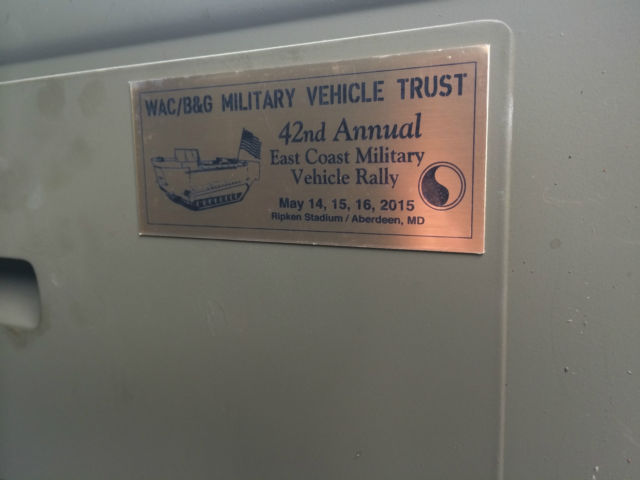 WAC/B&G MILITARY VEHICLE TRUST
42nd Annual
East Coast Military
Vehicle Rally
May 14, 15, 16, 2015
Ripken Stadium / Aberdeen, MD